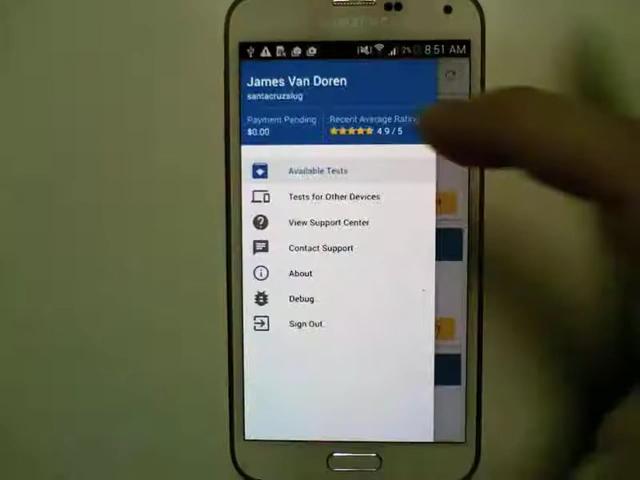 8:51 AM
James Van Doren
santacruzslug
Payment Pending
Recent Average Rating
$0.00
4.9 / 5
Available Tests
Tests for Other Devices
View Support Center
Contact Support
About
Debug
Sign Out